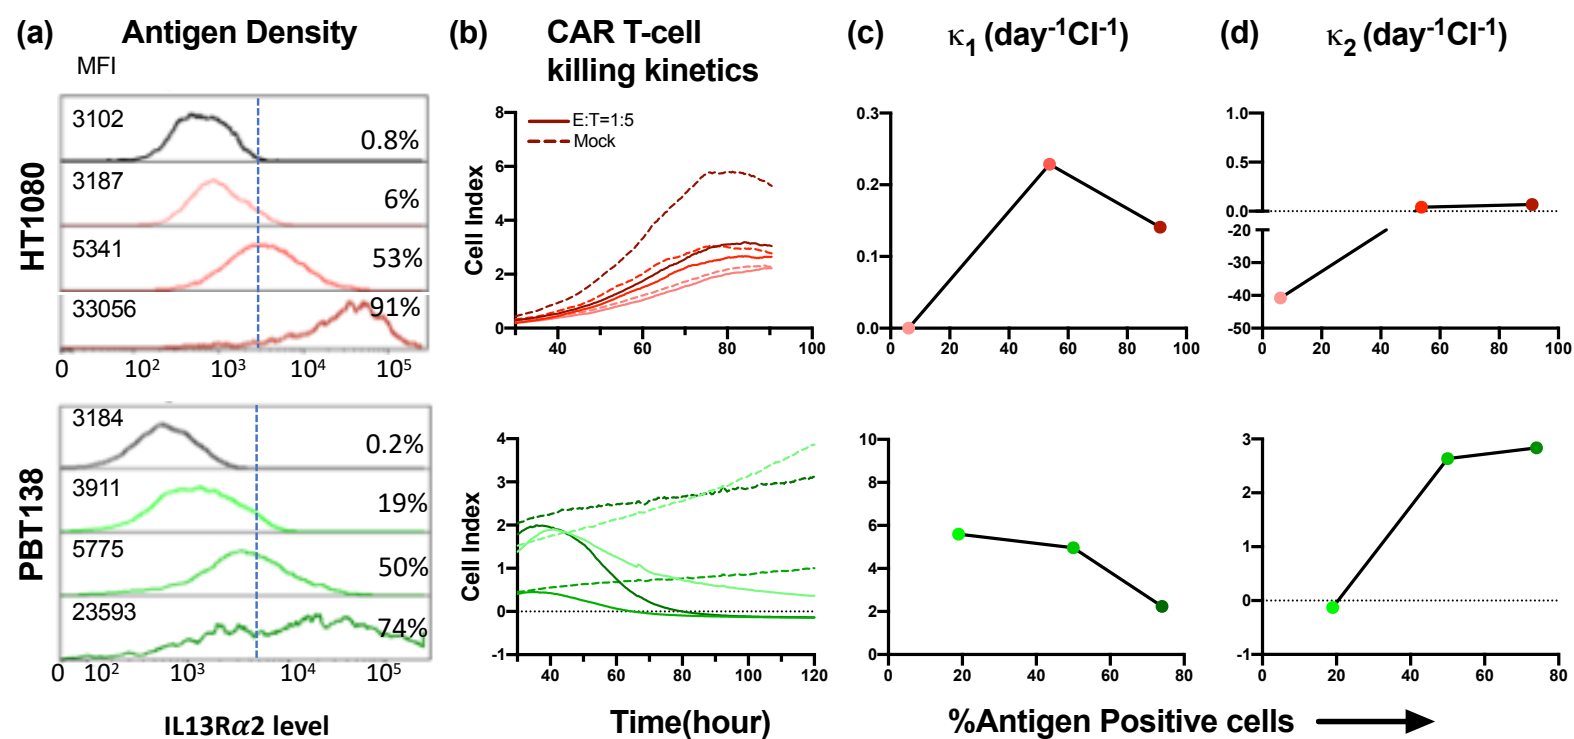 (a) Antigen Density
MFI
HT1080
3102 0.8%
3187 6%
5341 53%
33056 91%
0 10² 10³ 10⁴ 10⁵
PBT138
3184 0.2%
3911 19%
5775 50%
23593 74%
0 10² 10³ 10⁴ 10⁵
IL13Rα2 level
(b) CAR T-cell
killing kinetics
E:T=1:5
Mock
Cell Index
8
6
4
2
0
40 60 80 100
Cell Index
4
3
2
1
0
-1
40 60 80 100 120
Time(hour)
(c) κ₁ (day⁻¹CI⁻¹)
0.3
0.2
0.1
0.0
0 20 40 60 80 100
10
8
6
4
2
0
0 20 40 60 80
(d) κ₂ (day⁻¹CI⁻¹)
1.0
0.5
0.0
-20
-30
-40
-50
0 20 40 60 80 100
3
2
1
0
-1
0 20 40 60 80
%Antigen Positive cells